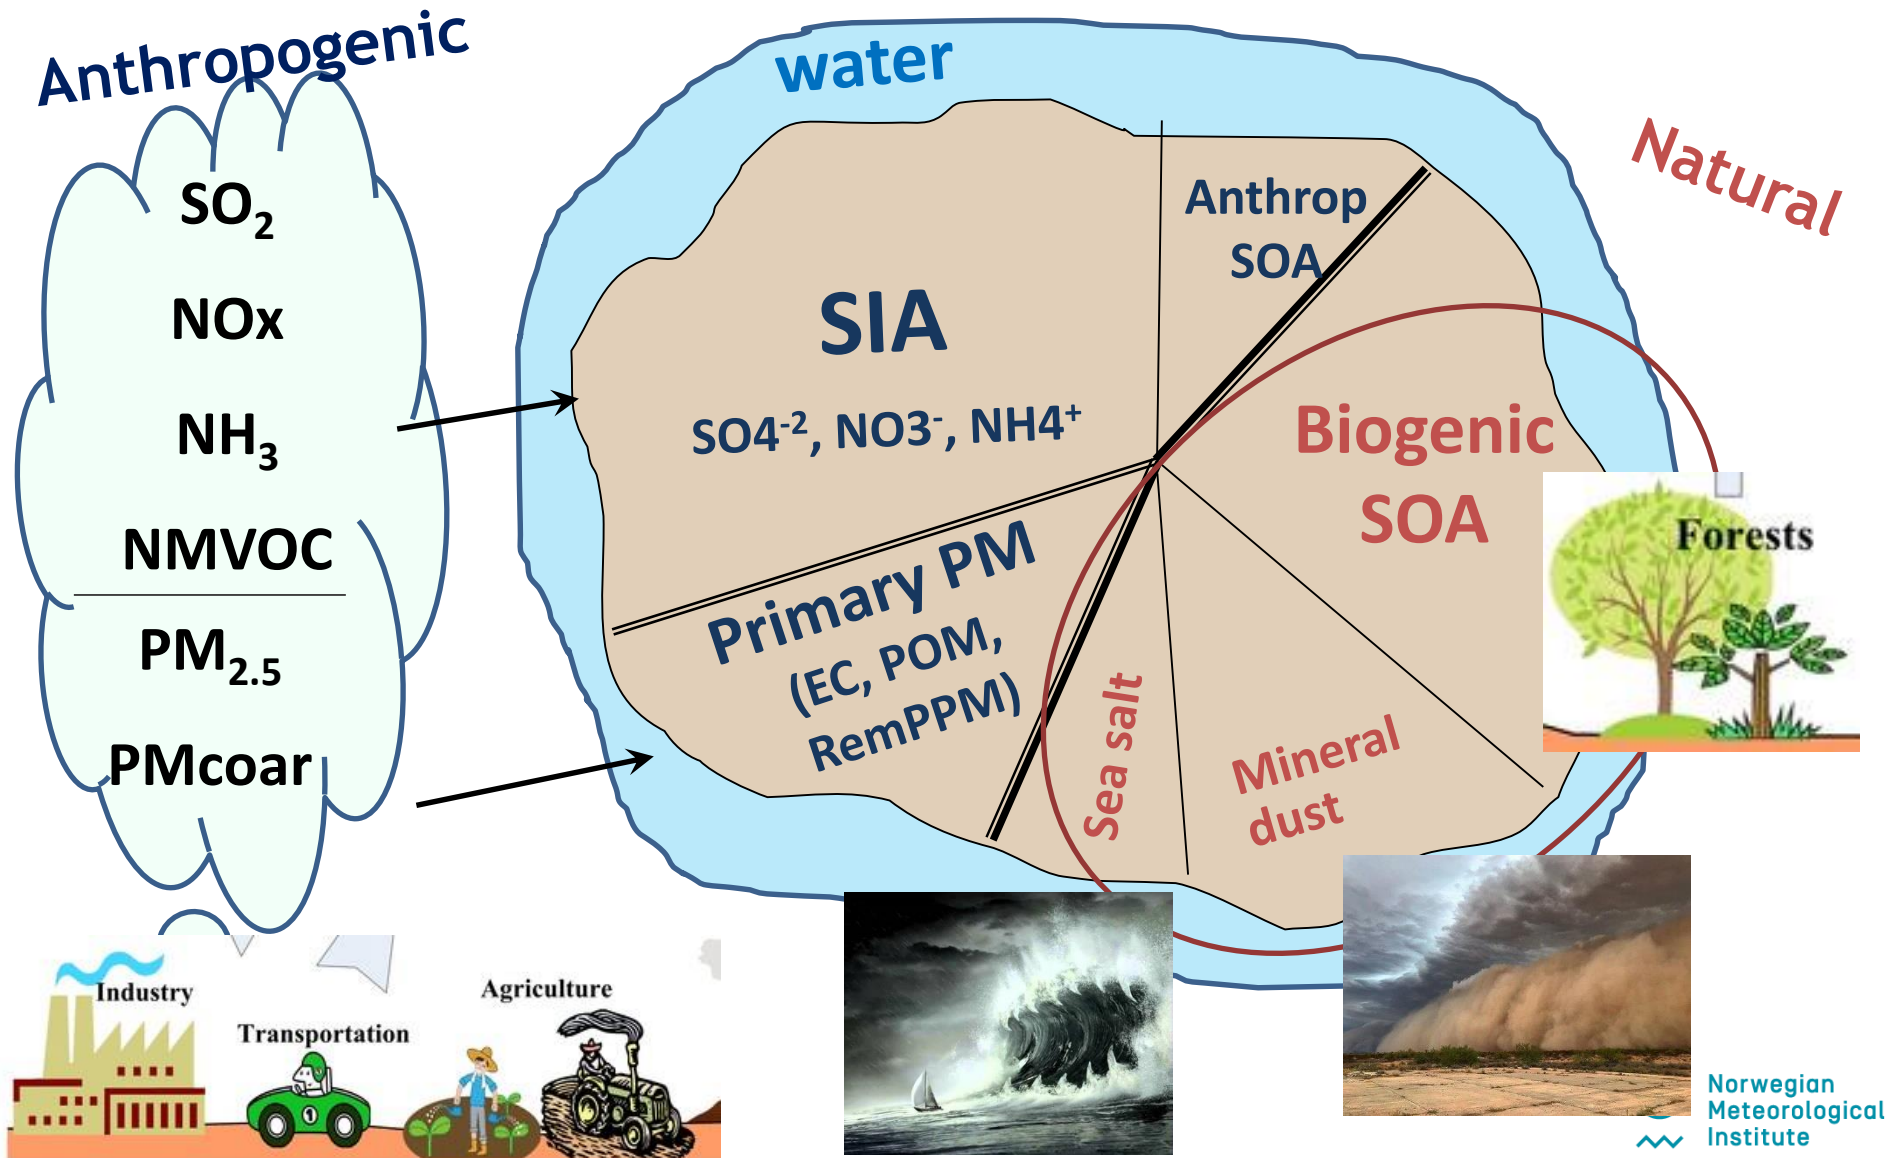 Anthropogenic
SO2
NOx
NH3
NMVOC
PM2.5
PMcoar
water
Natural
Anthrop
SOA
SIA
SO4-2, NO3-, NH4+
Biogenic
SOA
Primary PM
(EC, POM,
RemPPM)
Sea salt
Mineral
dust
Forests
Industry
Transportation
Agriculture
1
Norwegian
Meteorological
Institute